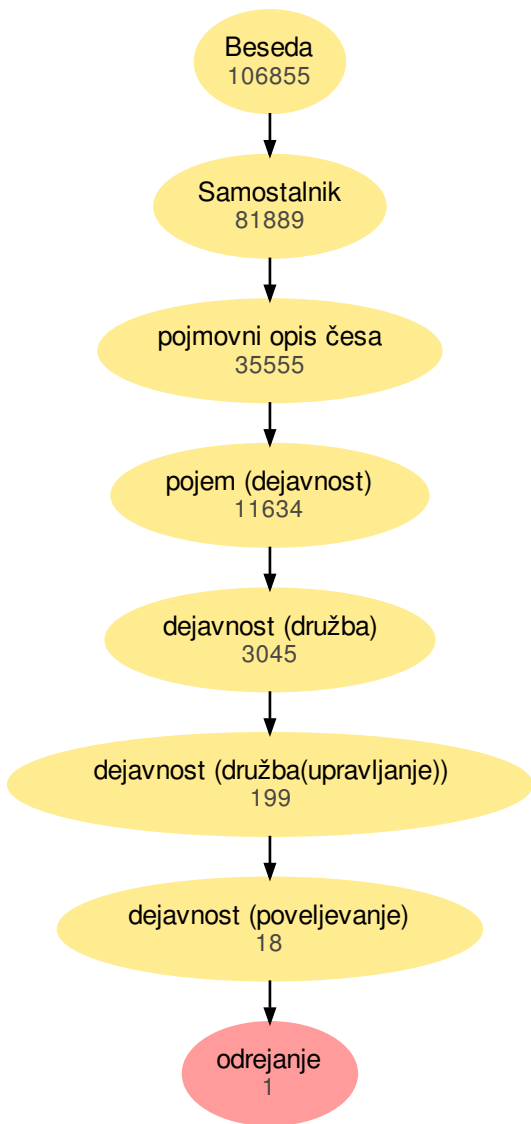 Beseda
106855
Samostalnik
81889
pojmovni opis česa
35555
pojem (dejavnost)
11634
dejavnost (družba)
3045
dejavnost (družba(upravljanje))
199
dejavnost (poveljevanje)
18
odrejanje
1